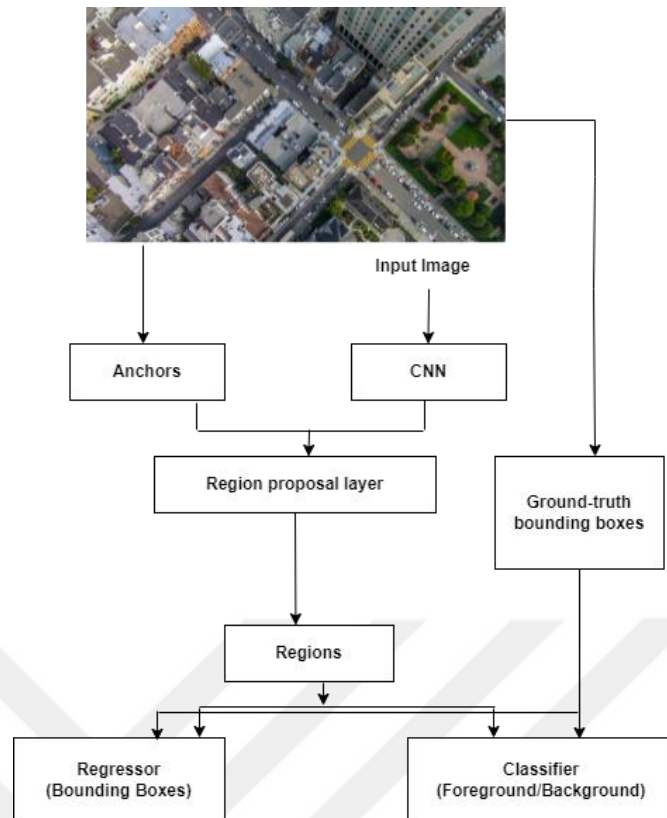 Input Image
Anchors
CNN
Region proposal layer
Ground-truth
bounding boxes
Regions
Regressor
(Bounding Boxes)
Classifier
(Foreground/Background)